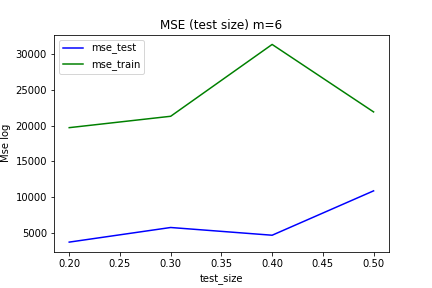 MSE (test size) m=6
mse_test
mse_train
30000
25000
20000
15000
10000
5000
Mse log
0.20 0.25 0.30 0.35 0.40 0.45 0.50
test_size